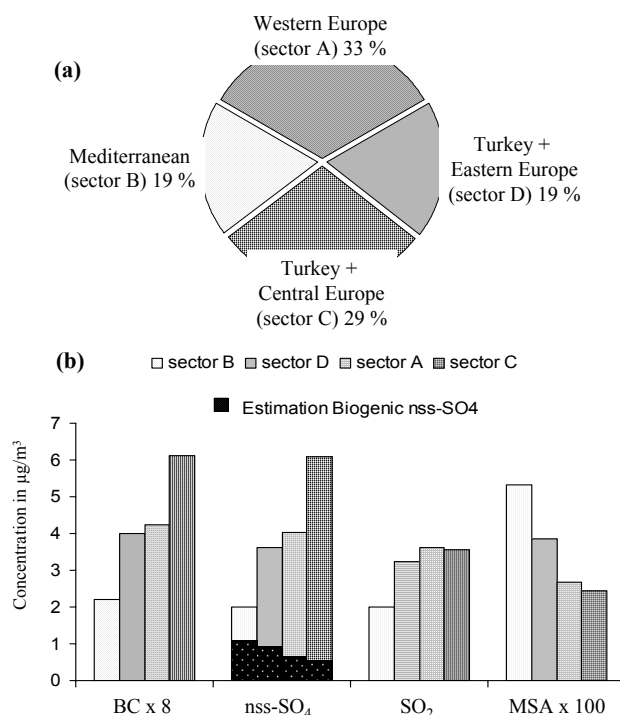 Western Europe
(sector A) 33 %
(a)
Mediterranean
(sector B) 19 %
Turkey +
Eastern Europe
(sector D) 19 %
Turkey +
Central Europe
(sector C) 29 %
(b)
sector B sector D sector A sector C
Estimation Biogenic nss-SO4
Concentration in µg/m³
7
6
5
4
3
2
1
0
BC x 8 nss-SO₄ SO₂ MSA x 100